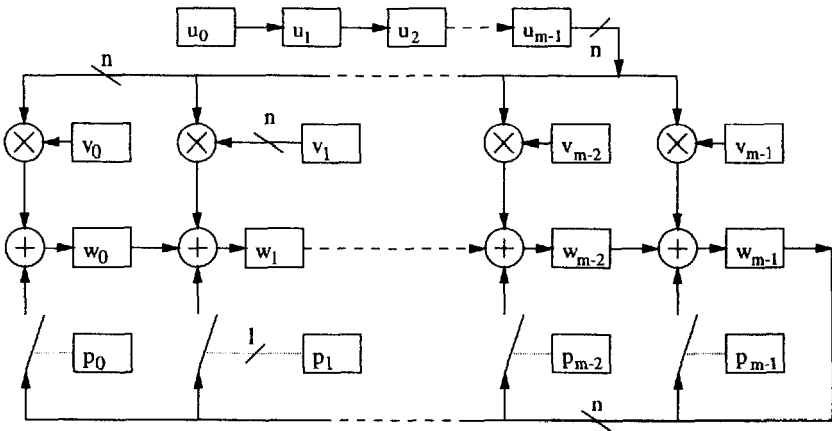 u0 u1 u2 um-1 n
n
n
v0 v1 vm-2 vm-1
w0 w1 wm-2 wm-1
l
p0 p1 pm-2 pm-1
n